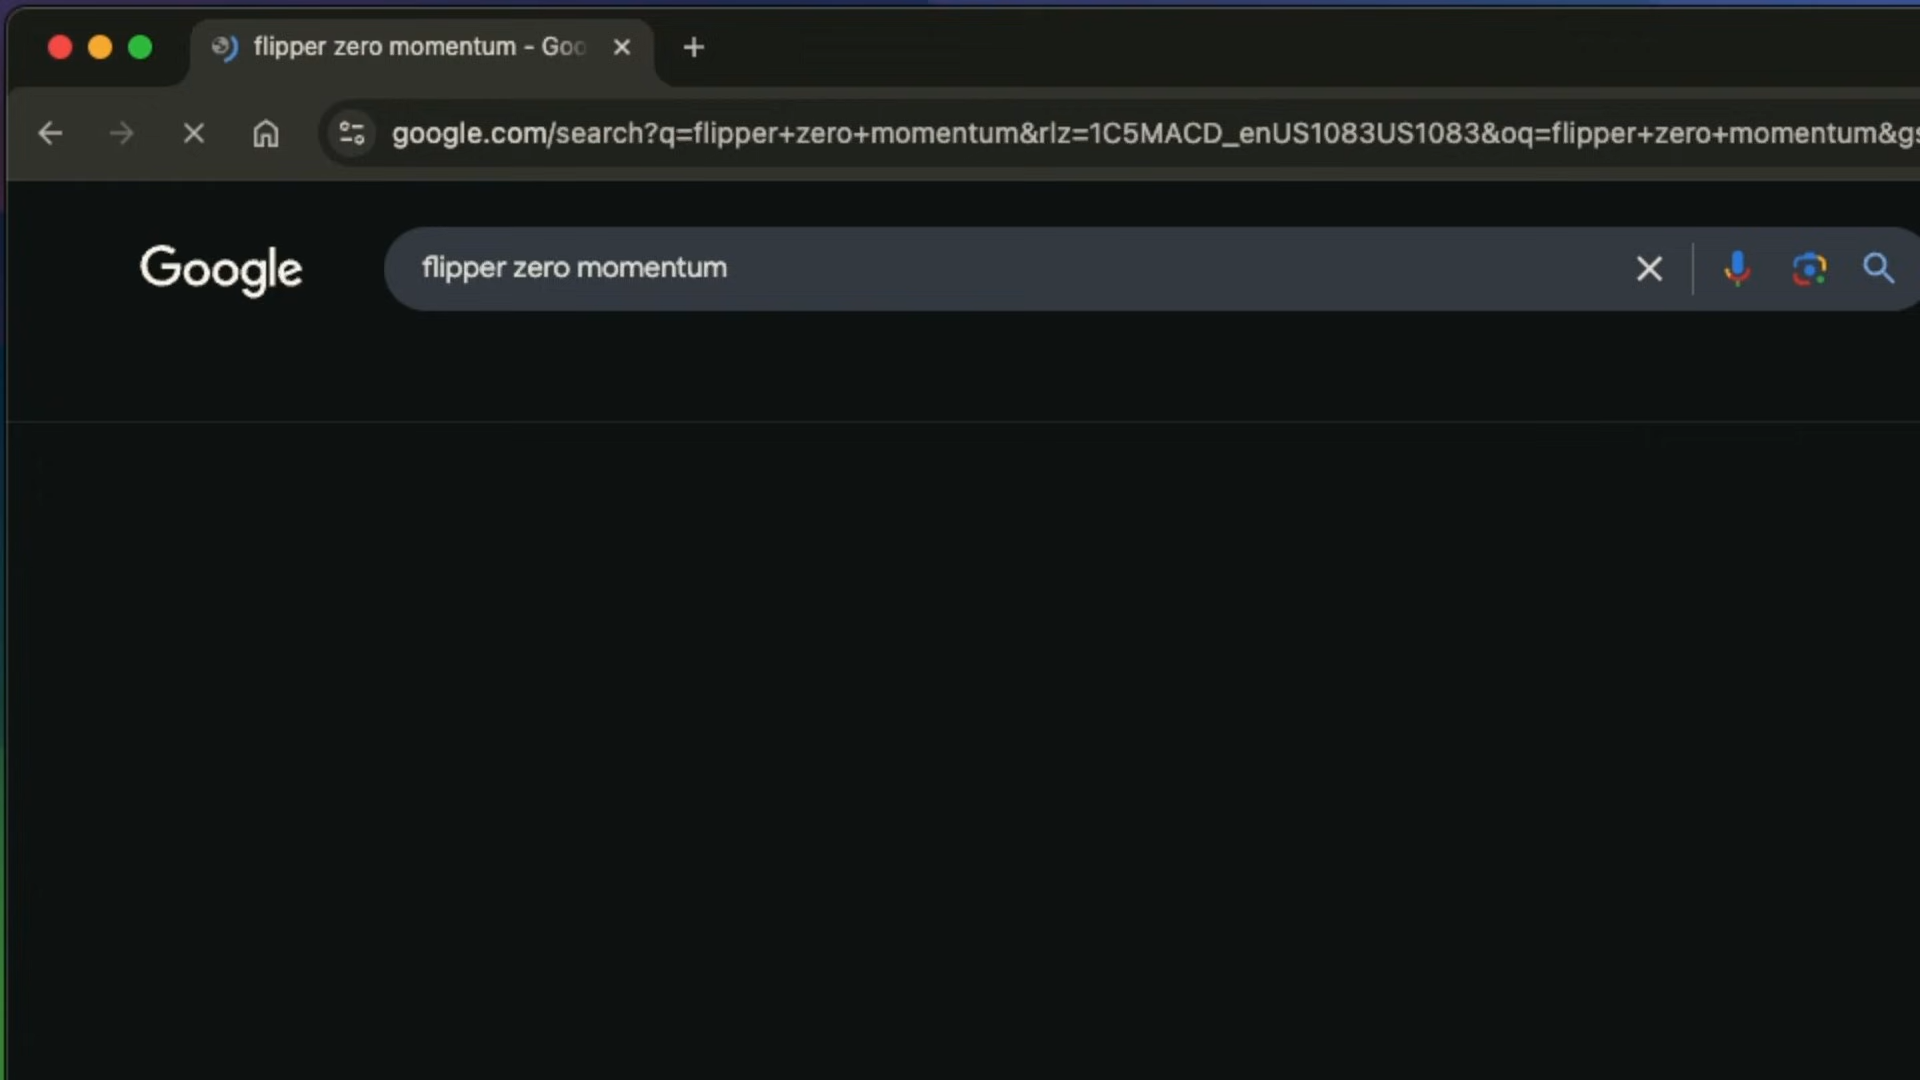 flipper zero momentum - Goo
google.com/search?q=flipper+zero+momentum&rlz=1C5MACD_enUS1083US1083&oq=flipper+zero+momentum&gs
Google
flipper zero momentum